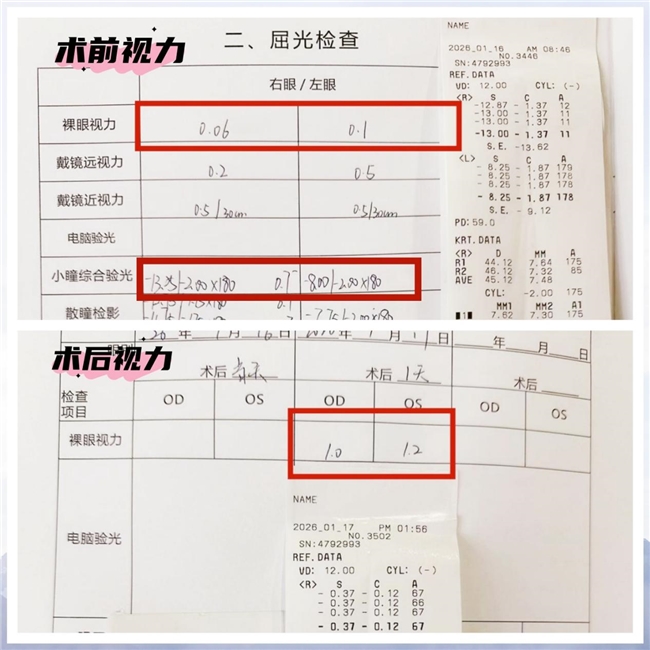 术前视力
二、屈光检查
右眼/左眼
裸眼视力 0.06 0.1
戴镜远视力 0.2 0.5
戴镜近视力 0.5/30cm 0.5/30cm
电脑验光
小瞳综合验光 -2.00x180 0.7 -8.00/-2.00x180
散瞳检影
NAME
2026_01_16 AM 08:46
NO.3446
SN:4792993
REF.DATA
VD: 12.00 CYL: (-)
<R> S C A
- 12.87 - 1.37 12
- 13.00 - 1.37 11
- 13.00 - 1.37 11
- 13.00 - 1.37 11
S.E. - 13.62
<L> S C A
- 8.25 - 1.87 179
- 8.25 - 1.87 178
- 8.25 - 1.87 178
- 8.25 - 1.87 178
S.E. - 9.12
PD: 59.0
KRT.DATA
<R> D MM A
R1 44.12 7.64 175
R2 46.12 7.32 85
AVE 45.12 7.48
CYL: -2.00 175
MM1 MM2 A1
1 7.62 7.30 175
术后视力
年 月 日
术后 术后 1天 术后
检查项目 OD OS OD OS OD OS
裸眼视力 1.0 1.2
电脑验光
NAME
2026_01_17 PM 01:56
NO.3502
SN:4792993
REF.DATA
VD: 12.00 CYL: (-)
<R> S C A
- 0.37 - 0.12 67
- 0.37 - 0.12 66
- 0.37 - 0.12 67
- 0.37 - 0.12 67